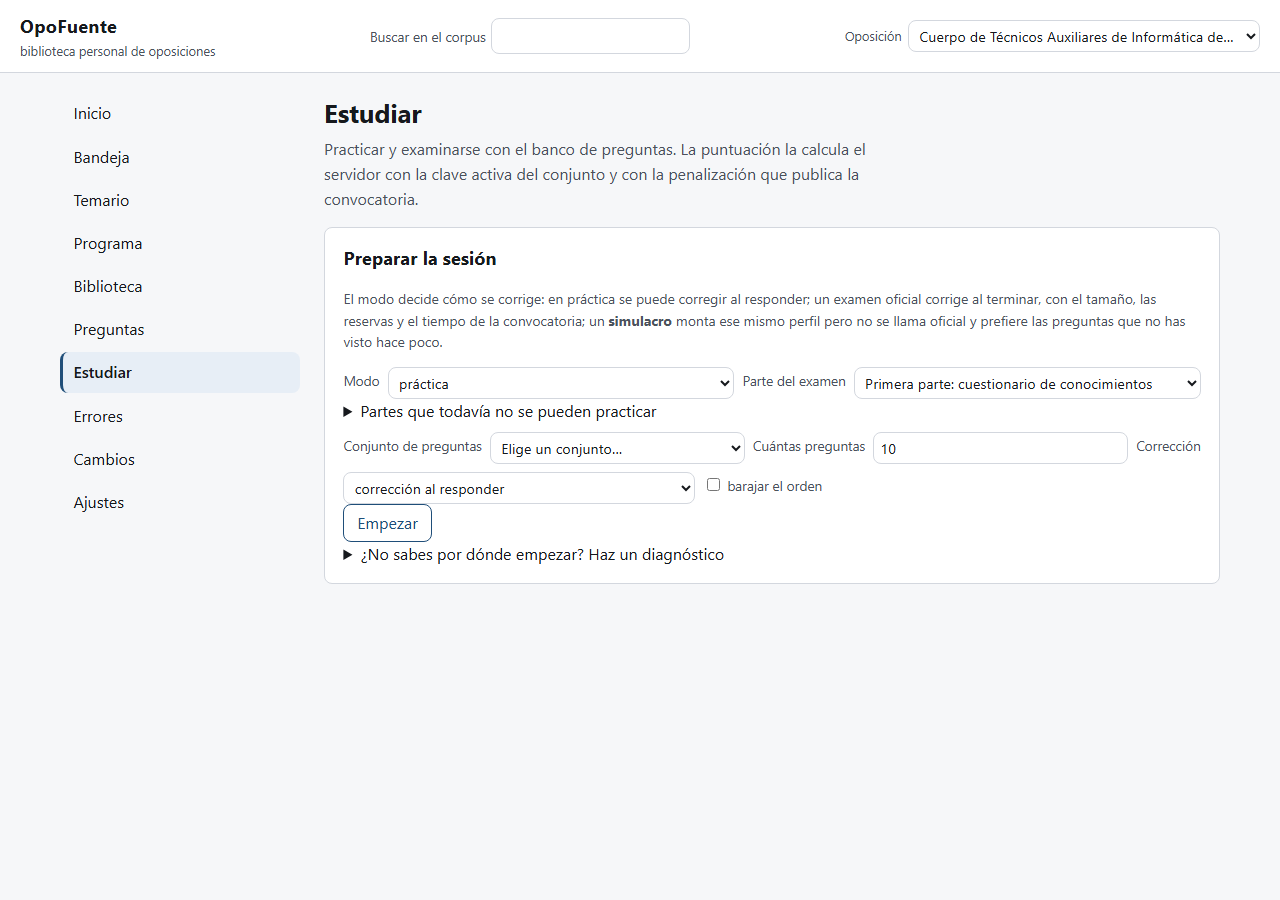 OpoFuente
biblioteca personal de oposiciones
Buscar en el corpus
Oposición
Cuerpo de Técnicos Auxiliares de Informática de...
Inicio
Bandeja
Temario
Programa
Biblioteca
Preguntas
Estudiar
Errores
Cambios
Ajustes
Estudiar
Practicar y examinarse con el banco de preguntas. La puntuación la calcula el
servidor con la clave activa del conjunto y con la penalización que publica la
convocatoria.
Preparar la sesión
El modo decide cómo se corrige: en práctica se puede corregir al responder; un examen oficial corrige al terminar, con el tamaño, las
reservas y el tiempo de la convocatoria; un simulacro monta ese mismo perfil pero no se llama oficial y prefiere las preguntas que no has
visto hace poco.
Modo práctica Parte del examen Primera parte: cuestionario de conocimientos
Partes que todavía no se pueden practicar
Conjunto de preguntas Elige un conjunto... Cuántas preguntas 10 Corrección
corrección al responder barajar el orden
Empezar
¿No sabes por dónde empezar? Haz un diagnóstico